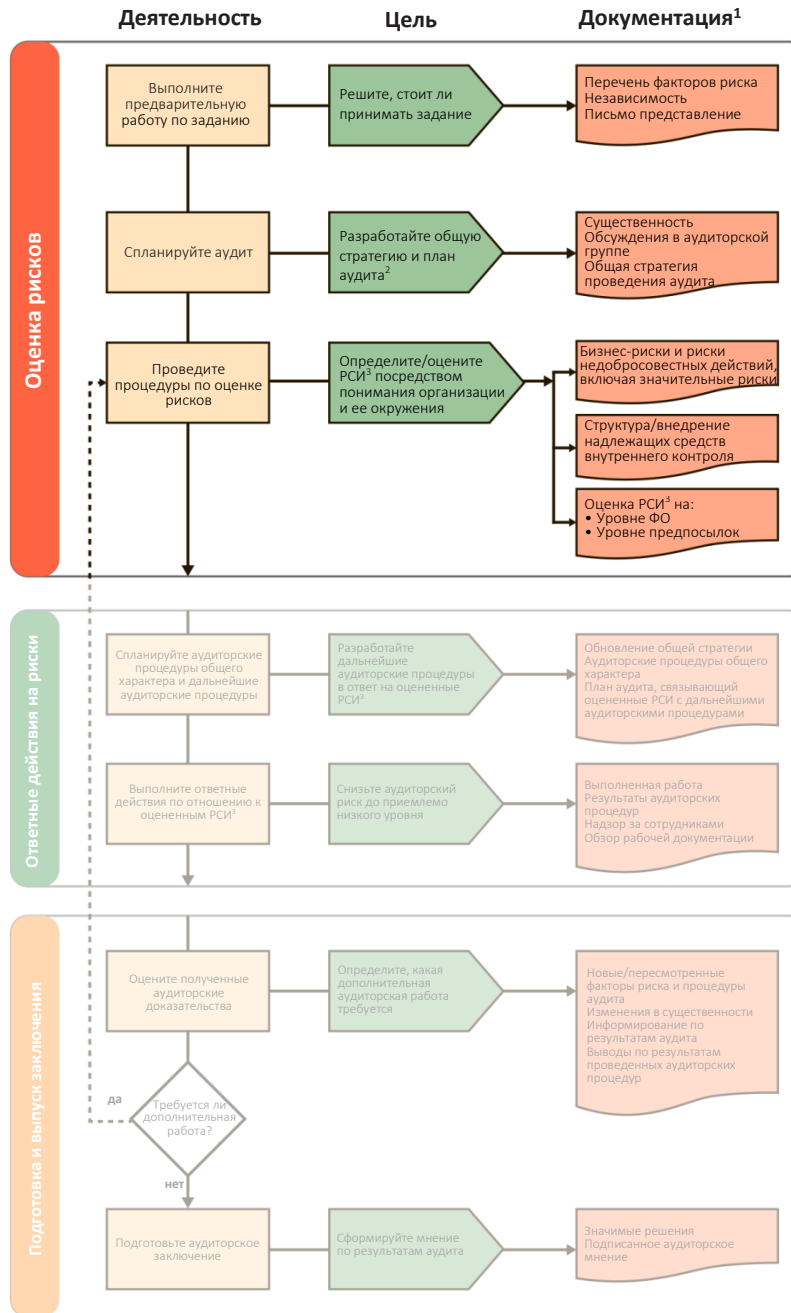 Деятельность
Цель
Документация¹
Оценка рисков
Выполните
предварительную
работу по заданию
Решите, стоит ли
принимать задание
Перечень факторов риска
Независимость
Письмо представление
Спланируйте аудит
Разработайте общую
стратегию и план
аудита²
Существенность
Обсуждения в аудиторской
группе
Общая стратегия
проведения аудита
Проведите
процедуры по оценке
рисков
Определите/оцените
РСИ³ посредством
понимания организации
и ее окружения
Бизнес-риски и риски
недобросовестных действий,
включая значительные риски
Структура/внедрение
надлежащих средств
внутреннего контроля
Оценка РСИ³ на:
• Уровне ФО
• Уровне предпосылок
Ответные действия на риски
Спланируйте аудиторские
процедуры общего
характера и дальнейшие
аудиторские процедуры
Разработайте
дальнейшие
аудиторские процедуры
в ответ на оцененные
РСИ³
Обновление общей стратегии
Аудиторские процедуры общего
характера
План аудита, связывающий
оцененные РСИ с дальнейшими
аудиторскими процедурами
Выполните ответные
действия по отношению к
оцененным РСИ³
Снизьте аудиторский
риск до приемлемо
низкого уровня
Выполненная работа
Результаты аудиторских
процедур
Надзор за сотрудниками
Обзор рабочей документации
Подготовка и выпуск заключения
Оцените полученные
аудиторские
доказательства
Определите, какая
дополнительная
аудиторская работа
требуется
Новые/пересмотренные
факторы риска и процедуры
аудита
Изменения в существенности
Информирование по
результатам аудита
Выводы по результатам
проведенных аудиторских
процедур
да
Требуется ли
дополнительная
работа?
нет
Подготовьте аудиторское
заключение
Сформируйте мнение
по результатам аудита
Значимые решения
Подписанное аудиторское
мнение